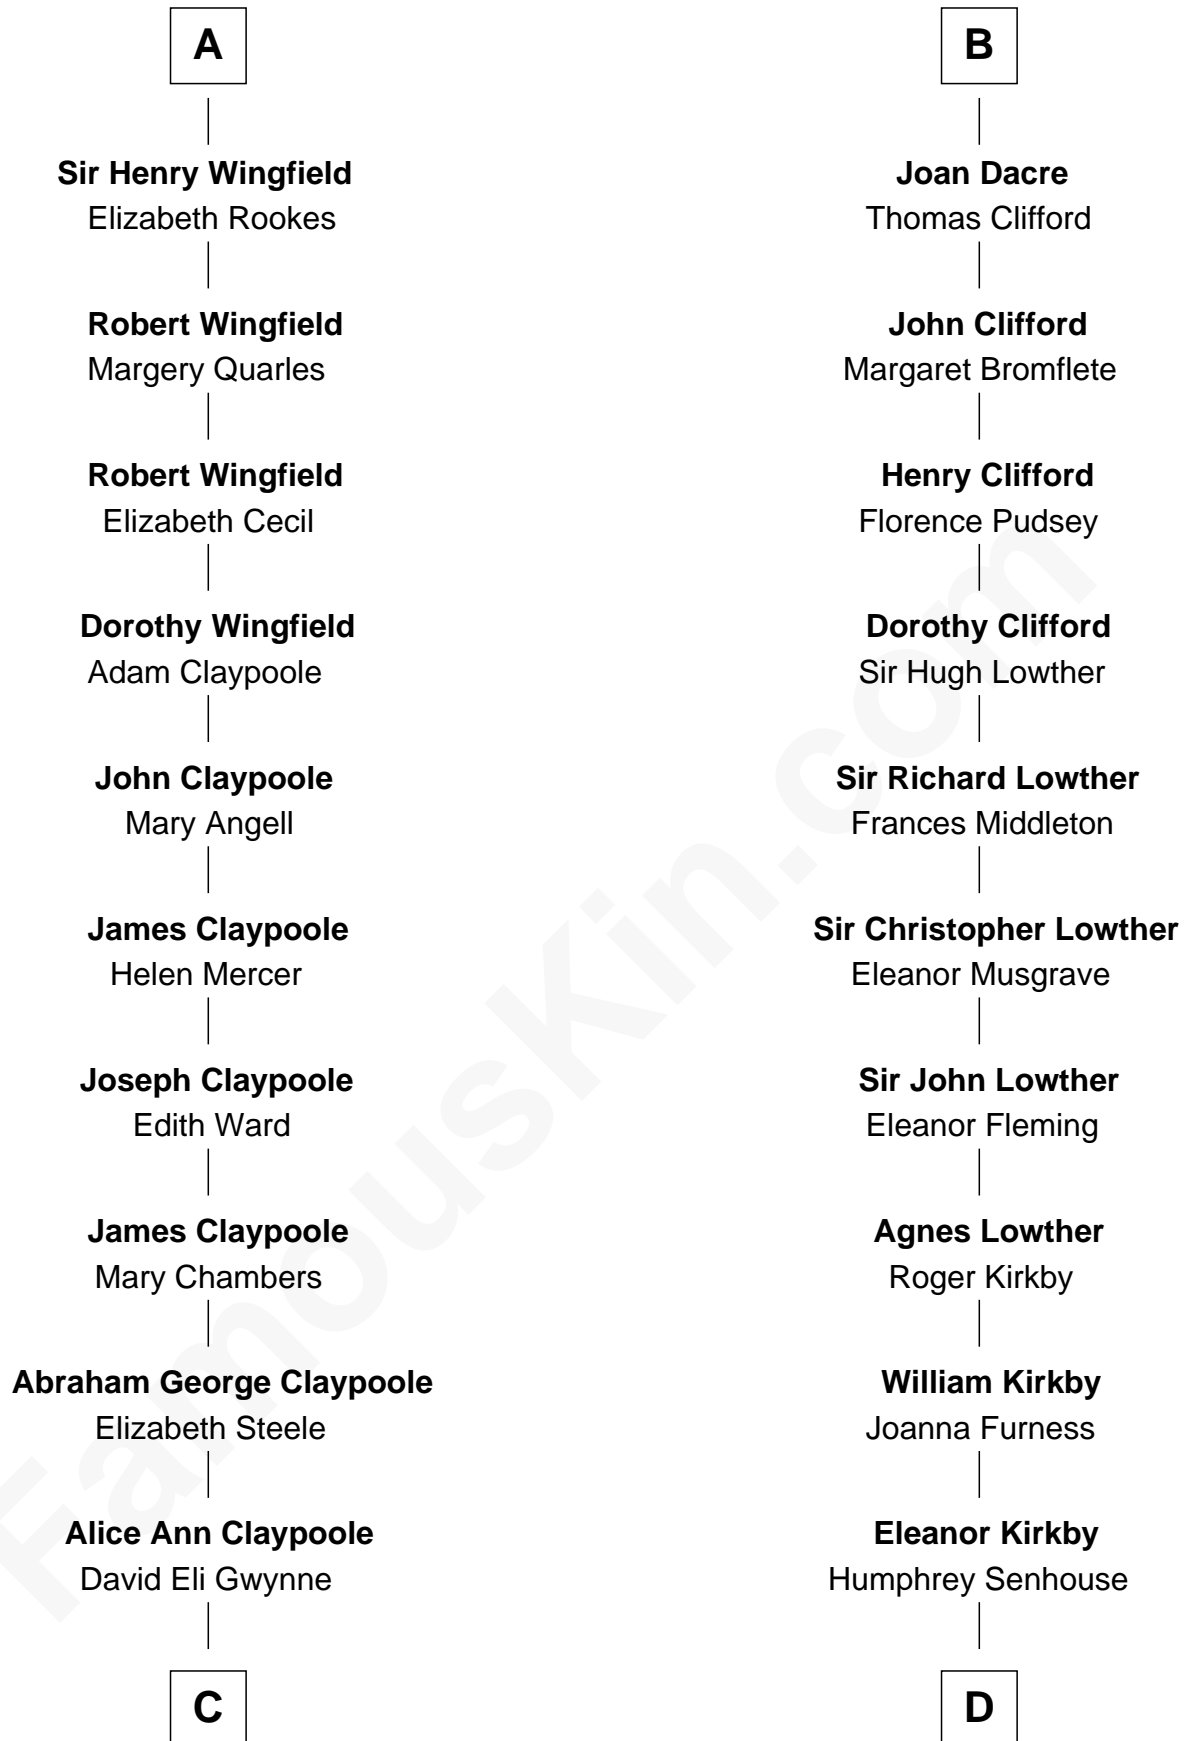 A
Sir Henry Wingfield
Elizabeth Rookes
Robert Wingfield
Margery Quarles
Robert Wingfield
Elizabeth Cecil
Dorothy Wingfield
Adam Claypoole
John Claypoole
Mary Angell
James Claypoole
Helen Mercer
Joseph Claypoole
Edith Ward
James Claypoole
Mary Chambers
Abraham George Claypoole
Elizabeth Steele
Alice Ann Claypoole
David Eli Gwynne
C
B
Joan Dacre
Thomas Clifford
John Clifford
Margaret Bromflete
Henry Clifford
Florence Pudsey
Dorothy Clifford
Sir Hugh Lowther
Sir Richard Lowther
Frances Middleton
Sir Christopher Lowther
Eleanor Musgrave
Sir John Lowther
Eleanor Fleming
Agnes Lowther
Roger Kirkby
William Kirkby
Joanna Furness
Eleanor Kirkby
Humphrey Senhouse
D
FamousKin.com